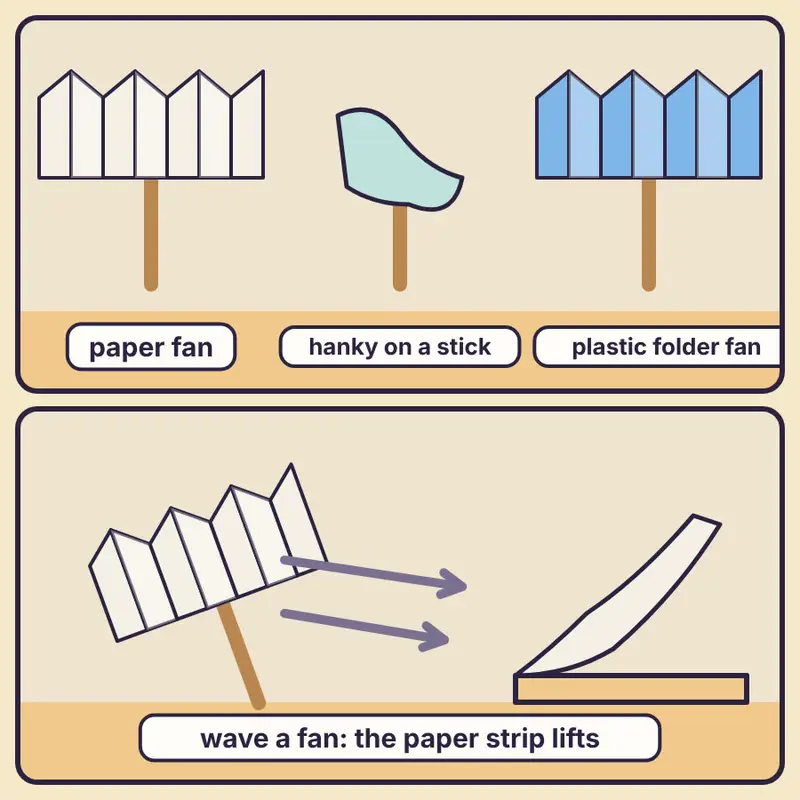 paper fan
hanky on a stick
plastic folder fan
wave a fan: the paper strip lifts